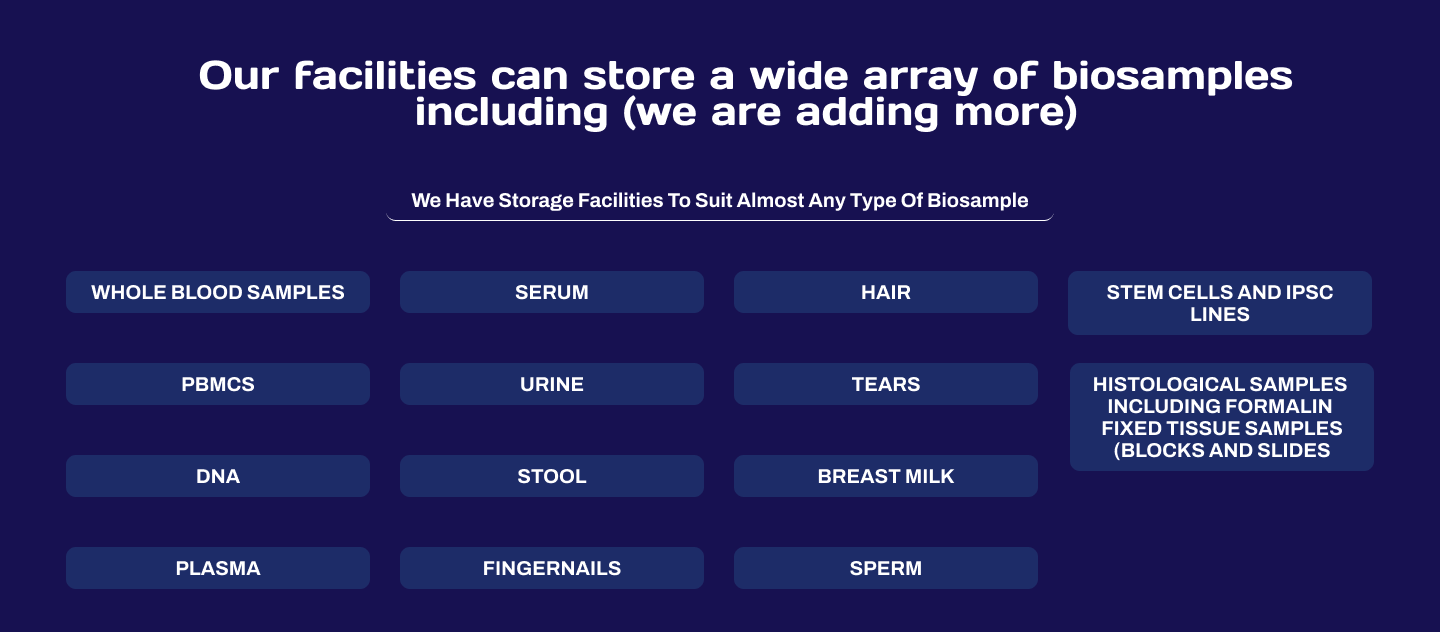 Our facilities can store a wide array of biosamples
including (we are adding more)
We Have Storage Facilities To Suit Almost Any Type Of Biosample
WHOLE BLOOD SAMPLES
SERUM
HAIR
STEM CELLS AND IPSC
LINES
PBMCS
URINE
TEARS
HISTOLOGICAL SAMPLES
INCLUDING FORMALIN
FIXED TISSUE SAMPLES
(BLOCKS AND SLIDES
DNA
STOOL
BREAST MILK
PLASMA
FINGERNAILS
SPERM